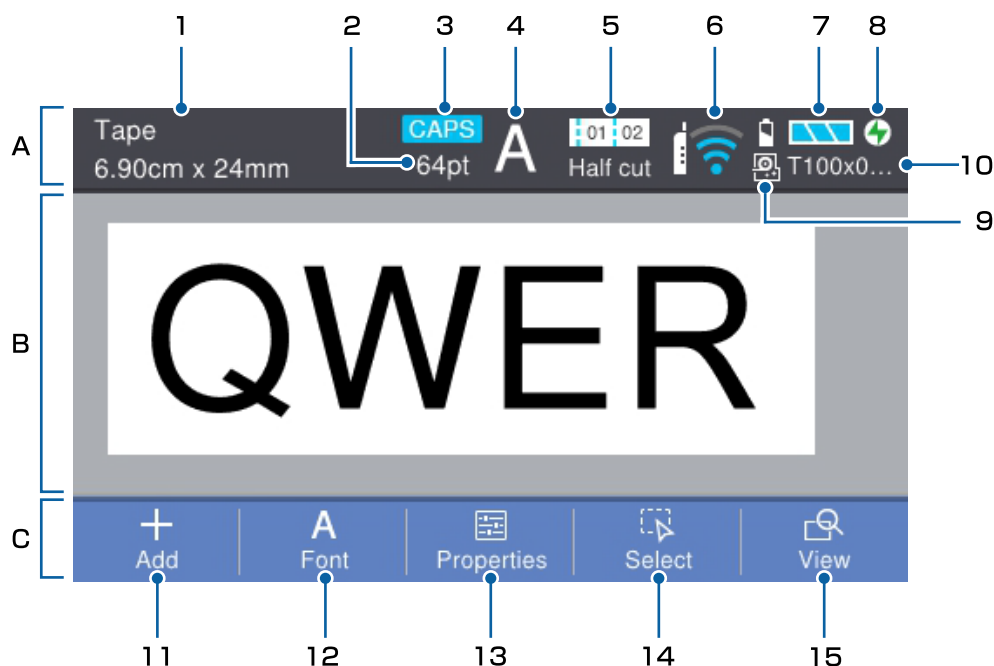 1 2 3 4 5 6 7 8
A
Tape CAPS A 01 02
6.90cm x 24mm 64pt Half cut T100x0... 10
9
B
QWER
C
A
Add Font Properties Select View
11 12 13 14 15